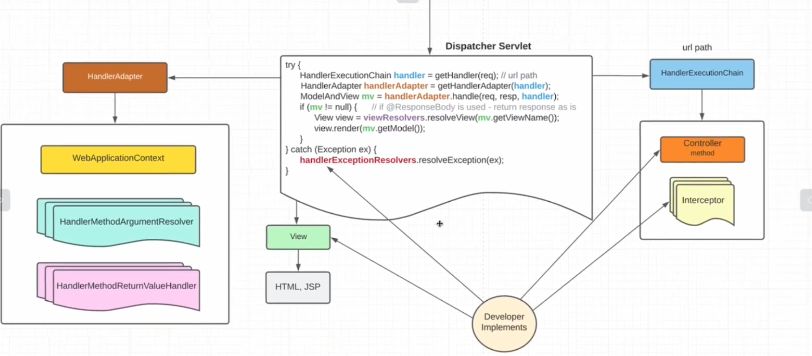 Dispatcher Servlet
url path
HandlerAdapter
try {
HandlerExecutionChain handler = getHandler(req); // url path
HandlerAdapter handlerAdapter = getHandlerAdapter(handler);
ModelAndView mv = handlerAdapter.handle(req, resp, handler);
if (mv != null) { // if @ResponseBody is used - return response as is
View view = viewResolvers.resolveView(mv.getViewName());
view.render(mv.getModel());
}
} catch (Exception ex) {
handlerExceptionResolvers.resolveException(ex);
}
HandlerExecutionChain
WebApplicationContext
HandlerMethodArgumentResolver
HandlerMethodReturnValueHandler
Controller
method
Interceptor
View
HTML, JSP
Developer
Implements